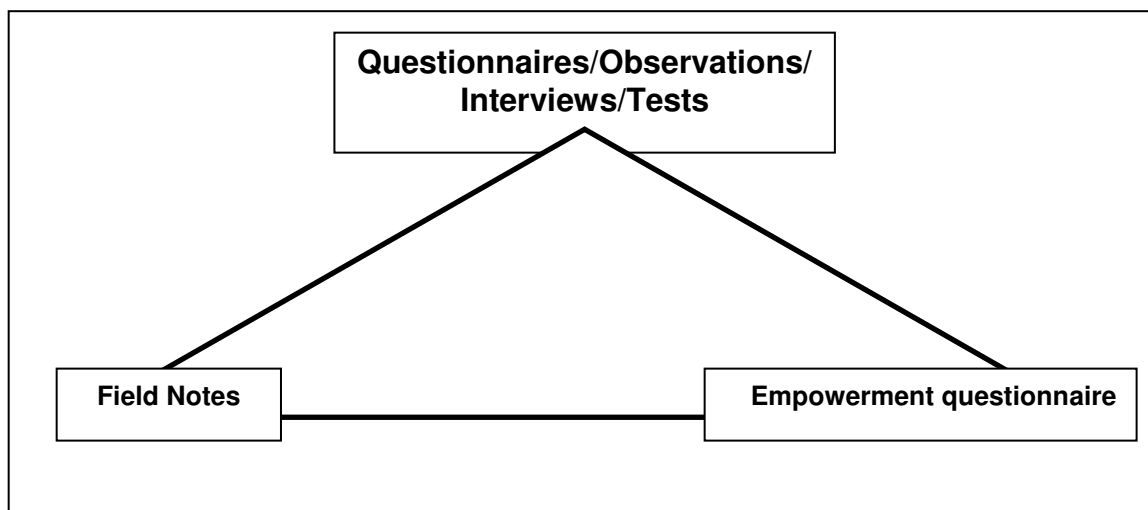 Questionnaires/Observations/
Interviews/Tests
Field Notes
Empowerment questionnaire